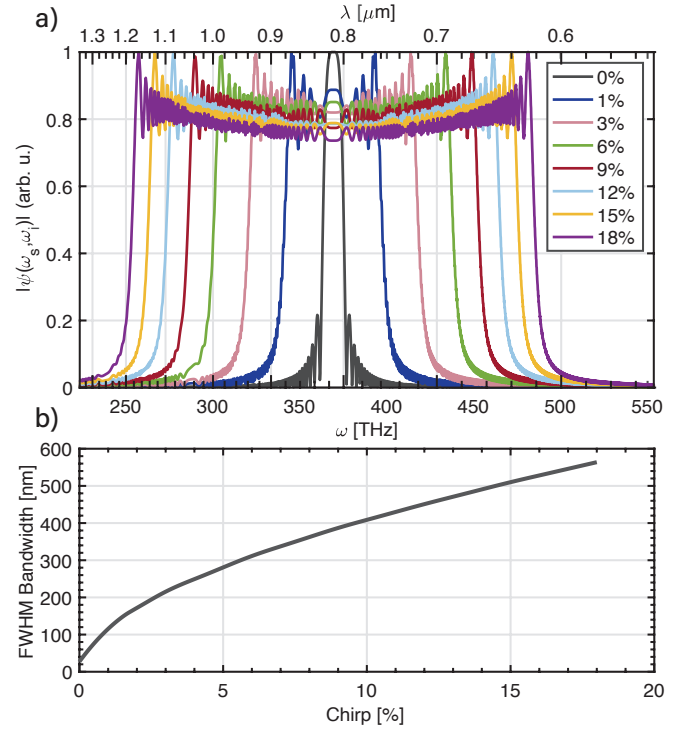 a)
λ [μm]
1.3 1.2 1.1 1.0 0.9 0.8 0.7 0.6
|ψ(ω_s,ω_i)| (arb. u.)
1
0.8
0.6
0.4
0.2
0
0%
1%
3%
6%
9%
12%
15%
18%
250 300 350 400 450 500 550
ω [THz]
b)
FWHM Bandwidth [nm]
600
500
400
300
200
100
0
0 5 10 15 20
Chirp [%]